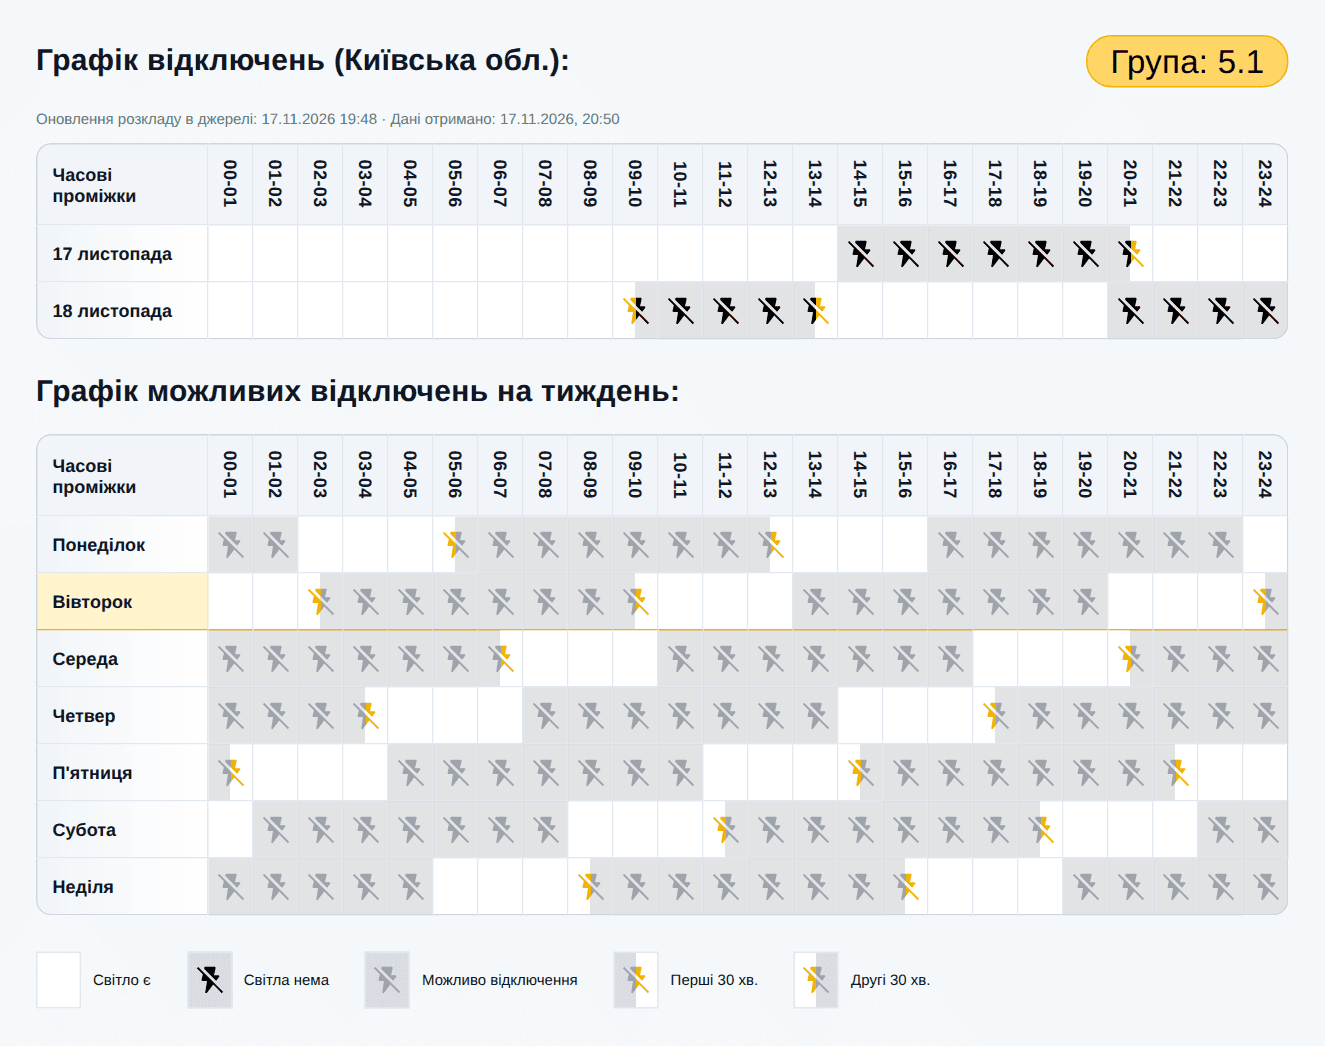 Графік відключень (Київська обл.):
Група: 5.1
Оновлення розкладу в джерелі: 17.11.2026 19:48 · Дані отримано: 17.11.2026, 20:50
Часові проміжки 00-01 01-02 02-03 03-04 04-05 05-06 06-07 07-08 08-09 09-10 10-11 11-12 12-13 13-14 14-15 15-16 16-17 17-18 18-19 19-20 20-21 21-22 22-23 23-24
17 листопада
18 листопада
Графік можливих відключень на тиждень:
Часові проміжки 00-01 01-02 02-03 03-04 04-05 05-06 06-07 07-08 08-09 09-10 10-11 11-12 12-13 13-14 14-15 15-16 16-17 17-18 18-19 19-20 20-21 21-22 22-23 23-24
Понеділок
Вівторок
Середа
Четвер
П'ятниця
Субота
Неділя
Світло є Світла нема Можливо відключення Перші 30 хв. Другі 30 хв.